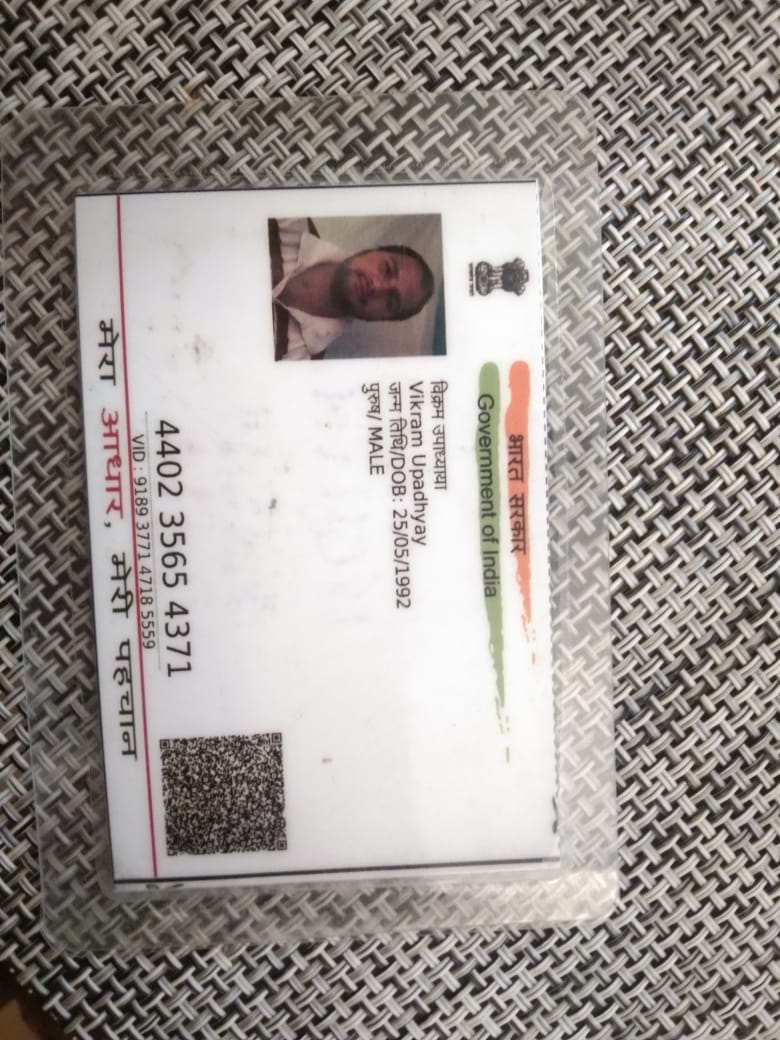 भारत सरकार
Government of India
विक्रम उपाध्याय
Vikram Upadhyay
जन्म तिथि/DOB: 25/05/1992
पुरुष/ MALE
4402 3565 4371
VID : 9189 3771 4718 5559
मेरा आधार, मेरी पहचान